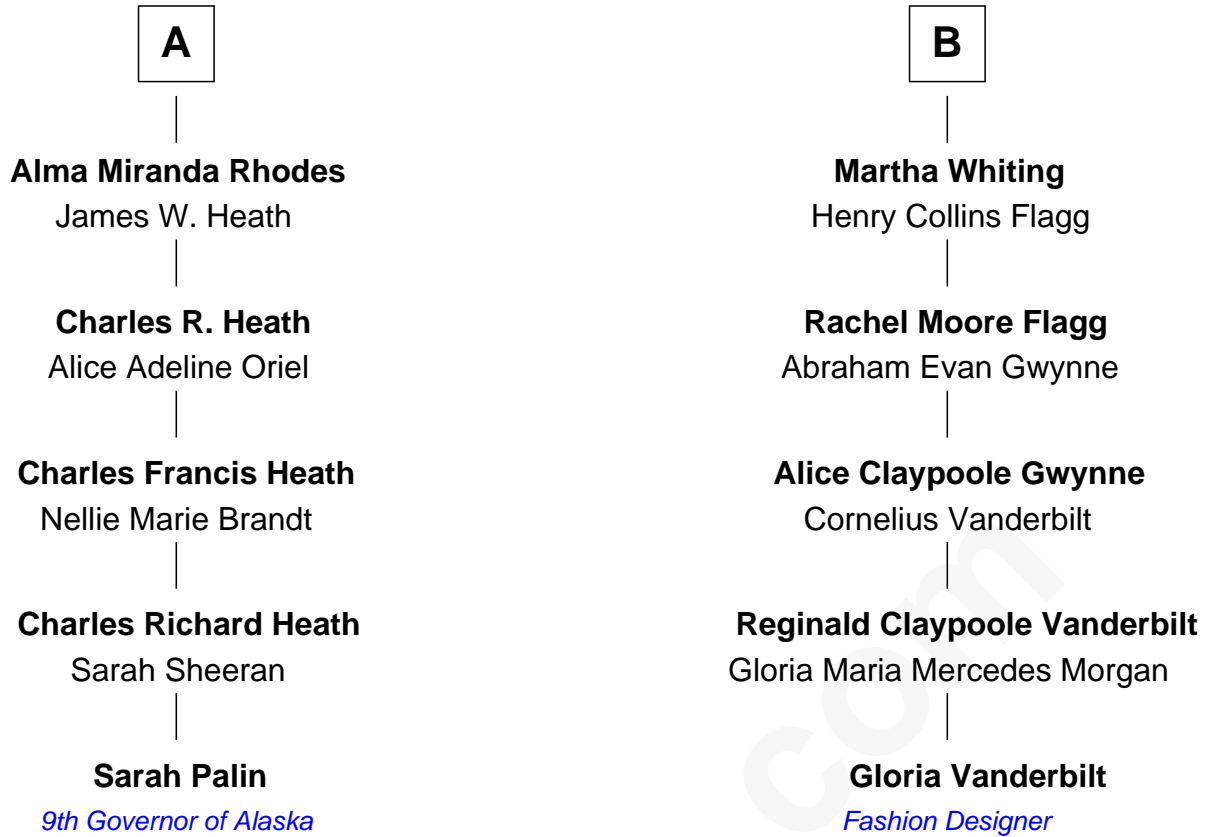 A
Alma Miranda Rhodes
James W. Heath
Charles R. Heath
Alice Adeline Oriel
Charles Francis Heath
Nellie Marie Brandt
Charles Richard Heath
Sarah Sheeran
Sarah Palin
9th Governor of Alaska
B
Martha Whiting
Henry Collins Flagg
Rachel Moore Flagg
Abraham Evan Gwynne
Alice Claypoole Gwynne
Cornelius Vanderbilt
Reginald Claypoole Vanderbilt
Gloria Maria Mercedes Morgan
Gloria Vanderbilt
Fashion Designer
com